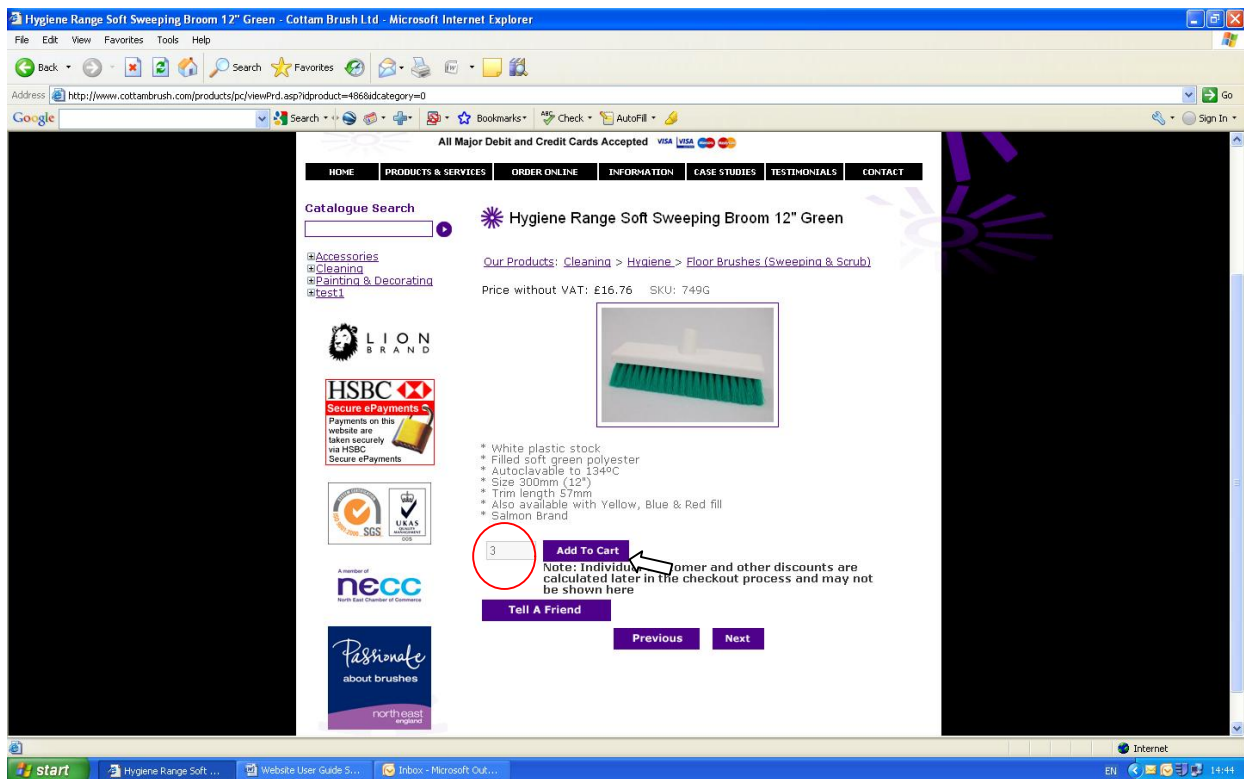 Hygiene Range Soft Sweeping Broom 12" Green - Cottam Brush Ltd - Microsoft Internet Explorer
File Edit View Favorites Tools Help
Back Search Favorites
Address http://www.cottambrush.com/products/pc/viewPrd.asp?idproduct=486&idcategory=0 Go
Google Search Bookmarks Check AutoFill Sign In
All Major Debit and Credit Cards Accepted VISA VISA
HOME PRODUCTS & SERVICES ORDER ONLINE INFORMATION CASE STUDIES TESTIMONIALS CONTACT
Catalogue Search
Accessories
Cleaning
Painting & Decorating
test1
LION
BRAND
HSBC
Secure ePayments
Payments on this
website are
taken securely
via HSBC
Secure ePayments
SGS
UKAS
QUALITY
MANAGEMENT
005
A member of
necc
North East Chamber of Commerce
Passionate
about brushes
north east
england
Hygiene Range Soft Sweeping Broom 12" Green
Our Products: Cleaning > Hygiene > Floor Brushes (Sweeping & Scrub)
Price without VAT: £16.76 SKU: 749G
* White plastic stock
* Filled soft green polyester
* Autoclavable to 134ºC
* Size 300mm (12")
* Trim length 57mm
* Also available with Yellow, Blue & Red fill
* Salmon Brand
3 Add To Cart
Note: and other discounts are
calculated later in the checkout process and may not
be shown here
Tell A Friend
Previous Next
Internet
start Hygiene Range Soft ... Website User Guide S... Inbox - Microsoft Out... EN 14:44